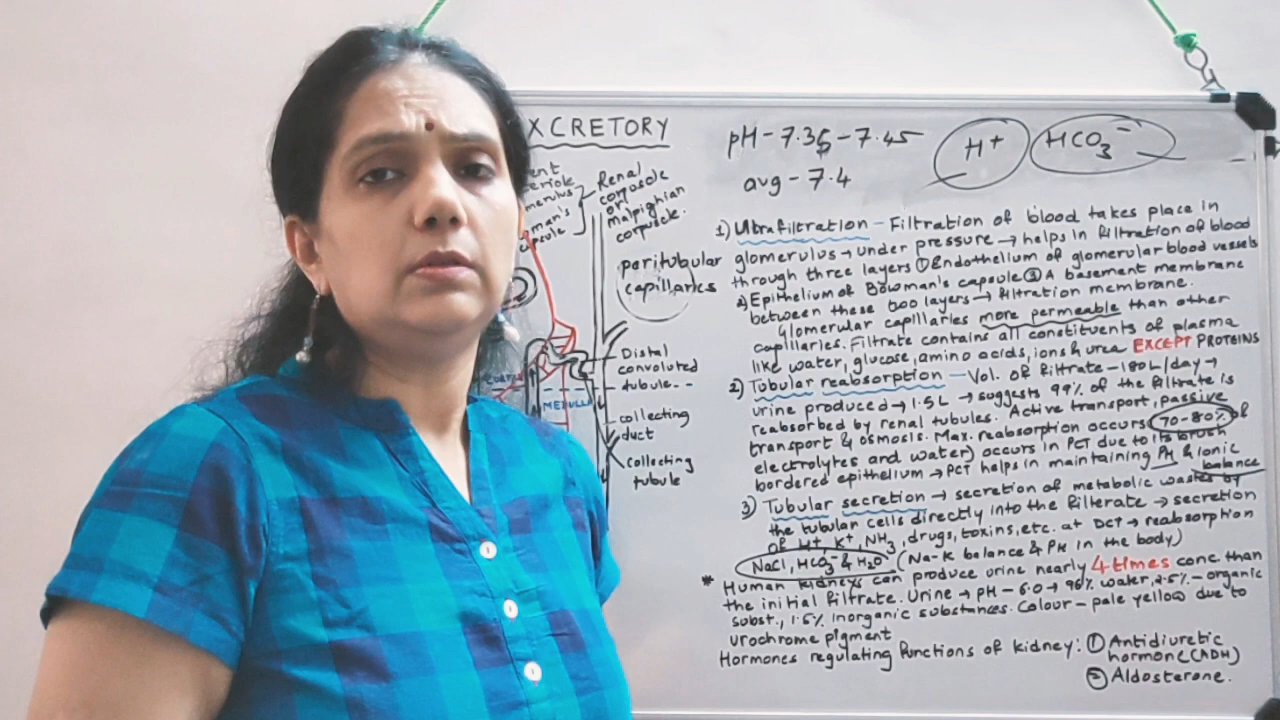 XCRETORY
ent
eriole
merulus
man's
capsule
Renal
corpuscle
or
malpighian
corpuscle.
peritubular
capillaries
Distal
convoluted
tubule--
MEDULLA
collecting
duct
collecting
tubule
pH - 7.35 - 7.45
avg - 7.4
H+
HCO3-
1) Ultrafiltration - Filtration of blood takes place in
glomerulus → under pressure → helps in filtration of blood
through three layers ① Endothelium of glomerular blood vessels
2) Epithelium of Bowman's capsule ③ A basement membrane
between these two layers → filtration membrane.
Glomerular capillaries more permeable than other
capillaries. Filtrate contains all constituents of plasma
like water, glucose, amino acids, ions & urea EXCEPT PROTEINS
2) Tubular reabsorption - Vol. of filtrate - 180L/day →
urine produced → 1.5 L → suggests 99% of the filtrate is
reabsorbed by renal tubules. Active transport, passive
transport & osmosis. Max. reabsorption occurs (70-80% of
electrolytes and water) occurs in PCT due to its brush
bordered epithelium → PCT helps in maintaining PH & ionic
balance
3) Tubular secretion → secretion of metabolic wastes by
the tubular cells directly into the filterate → secretion
of H+, K+, NH3, drugs, toxins, etc. at DCT → reabsorption
NaCl, HCO3- & H2O (Na-K balance & PH in the body)
* Human kidneys can produce urine nearly 4 times conc than
the initial filtrate. Urine → pH - 6.0 → 96% water, 2.5% - organic
subst., 1.5% inorganic substances. Colour - pale yellow due to
urochrome pigment
Hormones regulating functions of kidney: ① Antidiuretic
hormone (ADH)
② Aldosterone.